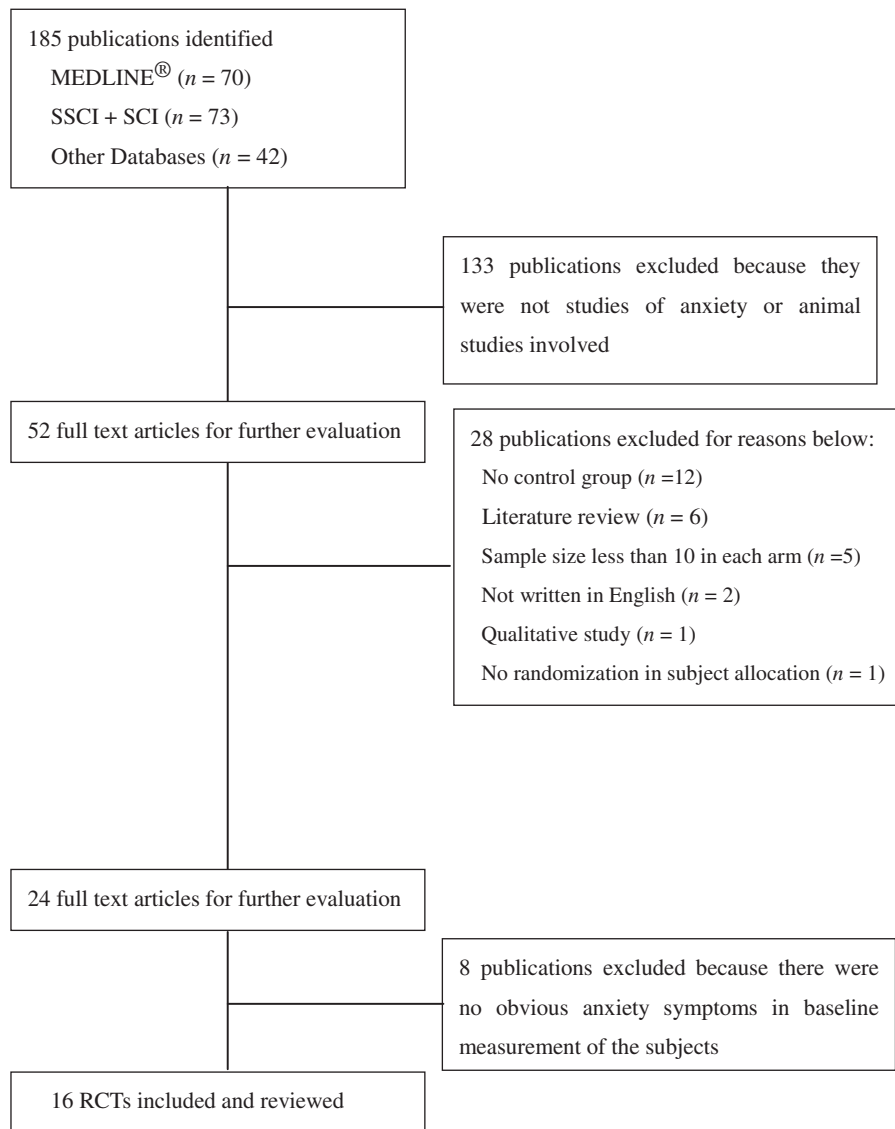 185 publications identified
MEDLINE® (n = 70)
SSCI + SCI (n = 73)
Other Databases (n = 42)
133 publications excluded because they
were not studies of anxiety or animal
studies involved
52 full text articles for further evaluation
28 publications excluded for reasons below:
No control group (n =12)
Literature review (n = 6)
Sample size less than 10 in each arm (n =5)
Not written in English (n = 2)
Qualitative study (n = 1)
No randomization in subject allocation (n = 1)
24 full text articles for further evaluation
8 publications excluded because there were
no obvious anxiety symptoms in baseline
measurement of the subjects
16 RCTs included and reviewed